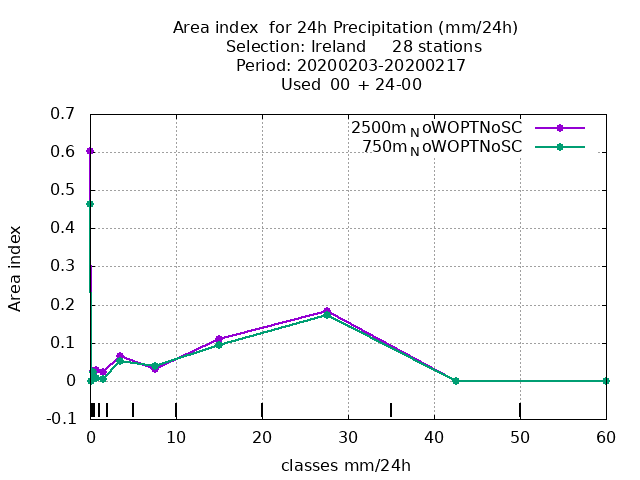 Area index  for 24h Precipitation (mm/24h)
Selection: Ireland     28 stations
Period: 20200203-20200217
Used  00 + 24-00
0.7
0.6
0.5
0.4
0.3
0.2
0.1
0
-0.1
Area index
2500m_NoWOPTNoSC
750m_NoWOPTNoSC
0 10 20 30 40 50 60
classes mm/24h